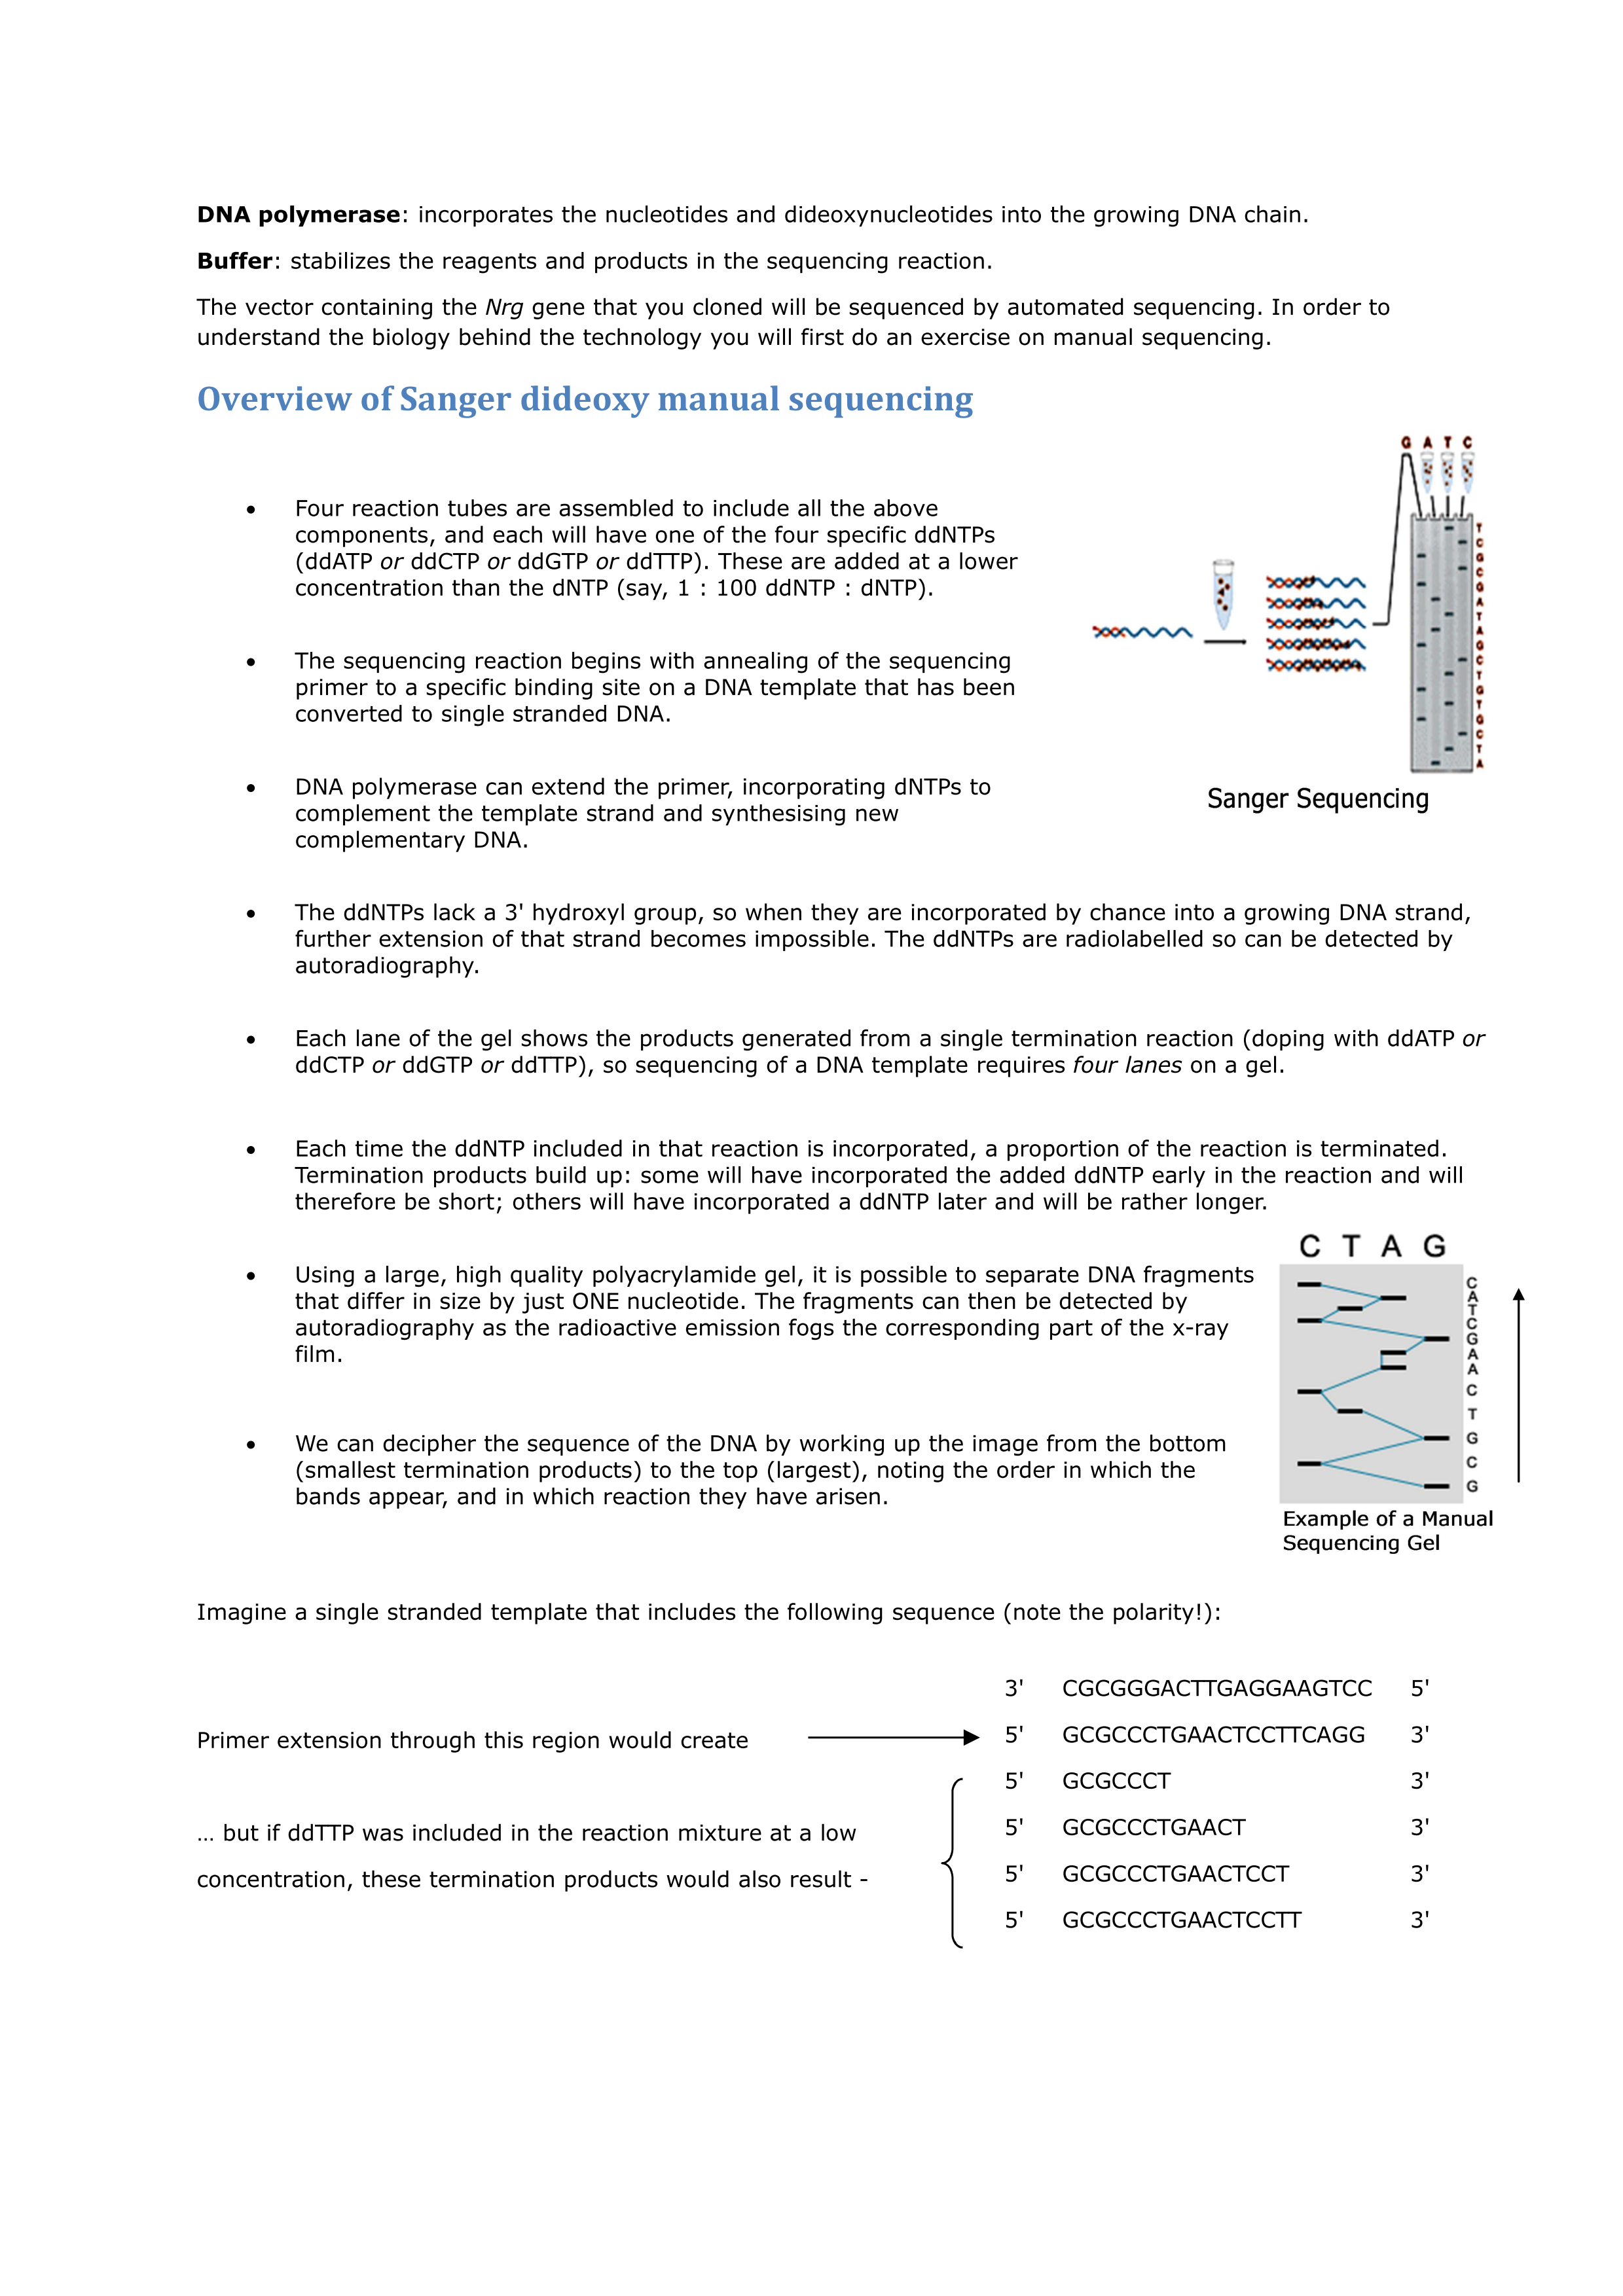 DNA polymerase: incorporates the nucleotides and dideoxynucleotides into the growing DNA chain.
Buffer: stabilizes the reagents and products in the sequencing reaction.
The vector containing the Nrg gene that you cloned will be sequenced by automated sequencing. In order to
understand the biology behind the technology you will first do an exercise on manual sequencing.
Overview of Sanger dideoxy manual sequencing
• Four reaction tubes are assembled to include all the above
components, and each will have one of the four specific ddNTPs
(ddATP or ddCTP or ddGTP or ddTTP). These are added at a lower
concentration than the dNTP (say, 1 : 100 ddNTP : dNTP).
• The sequencing reaction begins with annealing of the sequencing
primer to a specific binding site on a DNA template that has been
converted to single stranded DNA.
• DNA polymerase can extend the primer, incorporating dNTPs to
complement the template strand and synthesising new
complementary DNA.
G A T C
T
C
G
C
G
A
T
A
G
C
T
G
T
G
C
T
A
Sanger Sequencing
• The ddNTPs lack a 3' hydroxyl group, so when they are incorporated by chance into a growing DNA strand,
further extension of that strand becomes impossible. The ddNTPs are radiolabelled so can be detected by
autoradiography.
• Each lane of the gel shows the products generated from a single termination reaction (doping with ddATP or
ddCTP or ddGTP or ddTTP), so sequencing of a DNA template requires four lanes on a gel.
• Each time the ddNTP included in that reaction is incorporated, a proportion of the reaction is terminated.
Termination products build up: some will have incorporated the added ddNTP early in the reaction and will
therefore be short; others will have incorporated a ddNTP later and will be rather longer.
• Using a large, high quality polyacrylamide gel, it is possible to separate DNA fragments
that differ in size by just ONE nucleotide. The fragments can then be detected by
autoradiography as the radioactive emission fogs the corresponding part of the x-ray
film.
• We can decipher the sequence of the DNA by working up the image from the bottom
(smallest termination products) to the top (largest), noting the order in which the
bands appear, and in which reaction they have arisen.
C T A G
C
A
T
C
G
A
A
C
T
G
C
G
Example of a Manual
Sequencing Gel
Imagine a single stranded template that includes the following sequence (note the polarity!):
3' CGCGGGACTTGAGGAAGTCC 5'
Primer extension through this region would create 5' GCGCCCTGAACTCCTTCAGG 3'
5' GCGCCCT 3'
… but if ddTTP was included in the reaction mixture at a low 5' GCGCCCTGAACT 3'
concentration, these termination products would also result - 5' GCGCCCTGAACTCCT 3'
5' GCGCCCTGAACTCCTT 3'